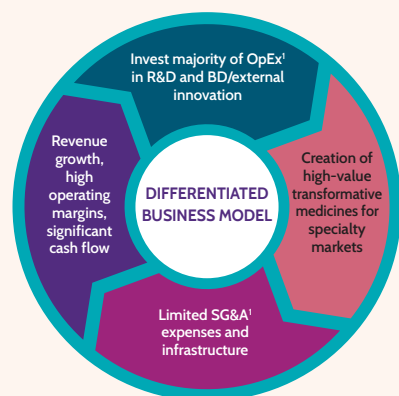 Invest majority of OpEx¹
in R&D and BD/external
innovation
Creation of
high-value
transformative
medicines for
specialty
markets
Limited SG&A¹
expenses and
infrastructure
Revenue
growth,
high
operating
margins,
significant
cash flow
DIFFERENTIATED
BUSINESS MODEL